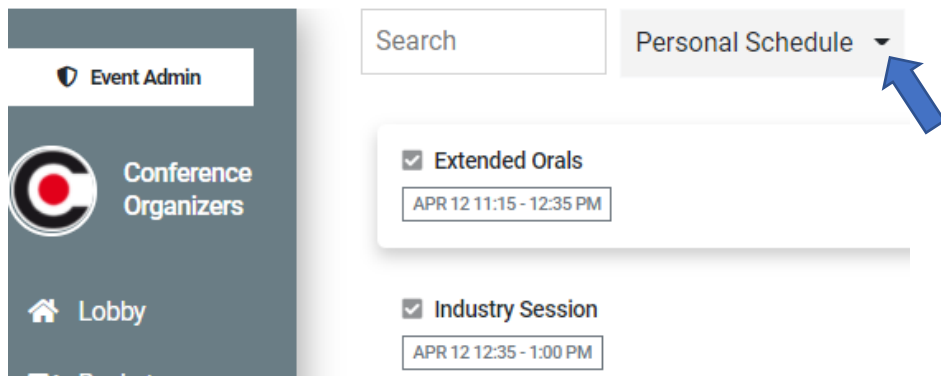 Search
Personal Schedule
Event Admin
Extended Orals
APR 12 11:15 - 12:35 PM
Conference
Organizers
Lobby
Industry Session
APR 12 12:35 - 1:00 PM